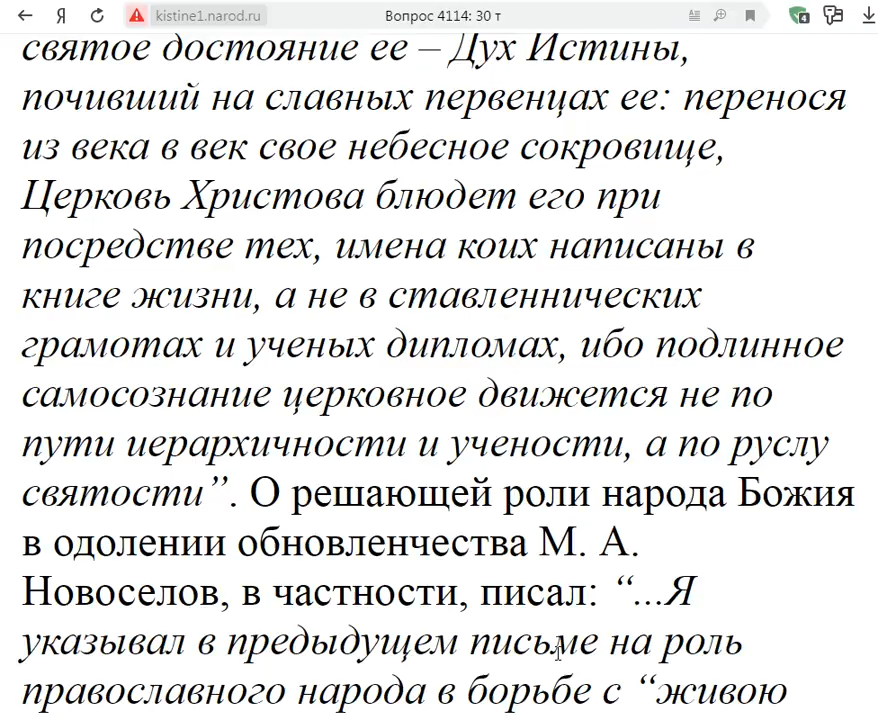 kistine1.narod.ru
Вопрос 4114: 30 т
4
святое достояние ее – Дух Истины,
почивший на славных первенцах ее: перенося
из века в век свое небесное сокровище,
Церковь Христова блюдет его при
посредстве тех, имена коих написаны в
книге жизни, а не в ставленнических
грамотах и ученых дипломах, ибо подлинное
самосознание церковное движется не по
пути иерархичности и учености, а по руслу
святости”. О решающей роли народа Божия
в одолении обновленчества М. А.
Новоселов, в частности, писал: “...Я
указывал в предыдущем письме на роль
православного народа в борьбе с “живою